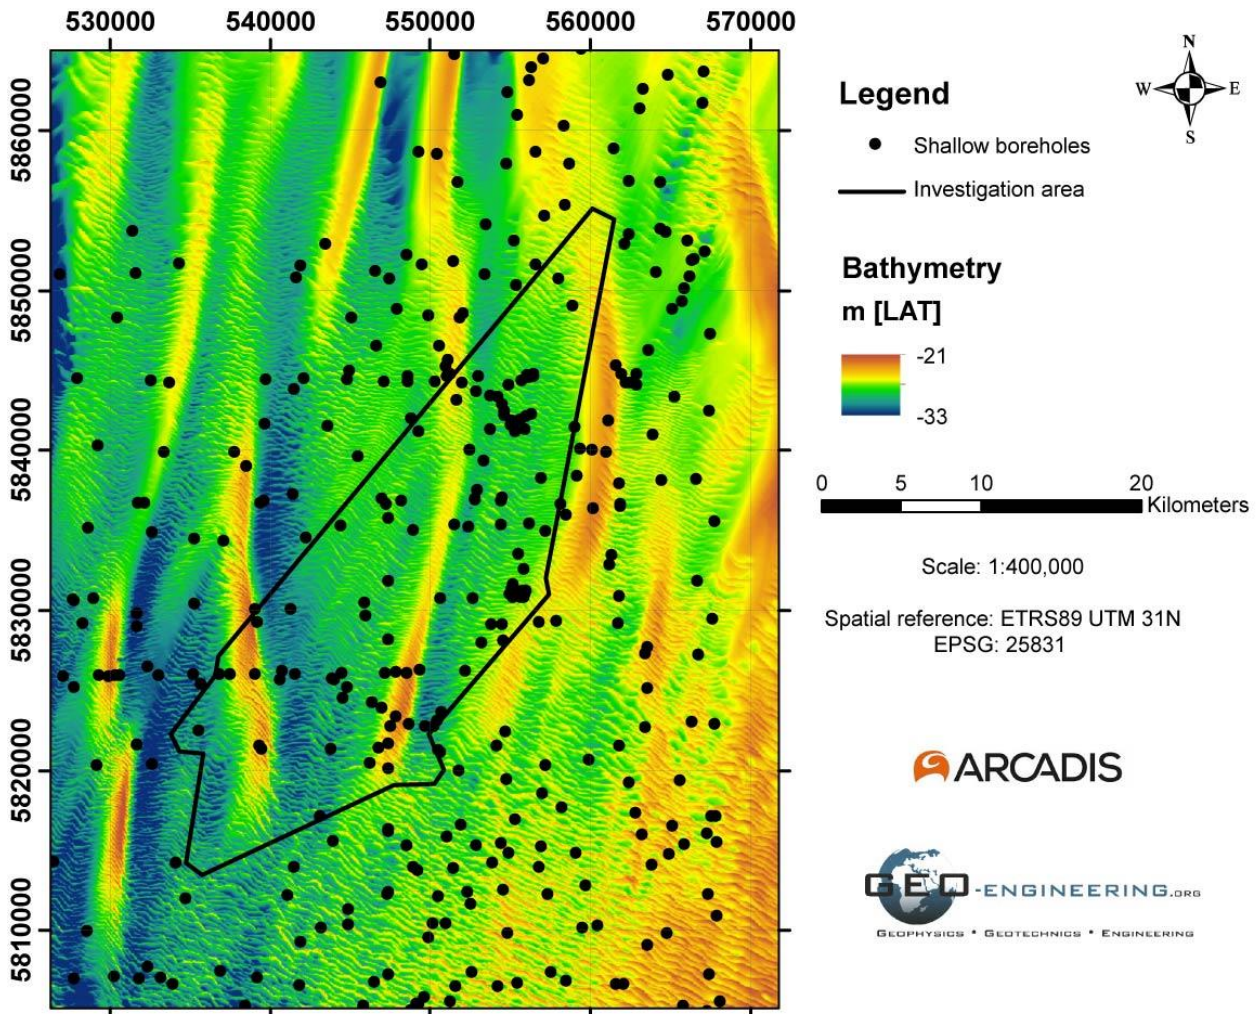 530000 540000 550000 560000 570000
5860000
5850000
5840000
5830000
5820000
5810000
N
W E
S
Legend
Shallow boreholes
Investigation area
Bathymetry
m [LAT]
-21
-33
0 5 10 20
Kilometers
Scale: 1:400,000
Spatial reference: ETRS89 UTM 31N
EPSG: 25831
ARCADIS
GEO-ENGINEERING.ORG
GEOPHYSICS • GEOTECHNICS • ENGINEERING